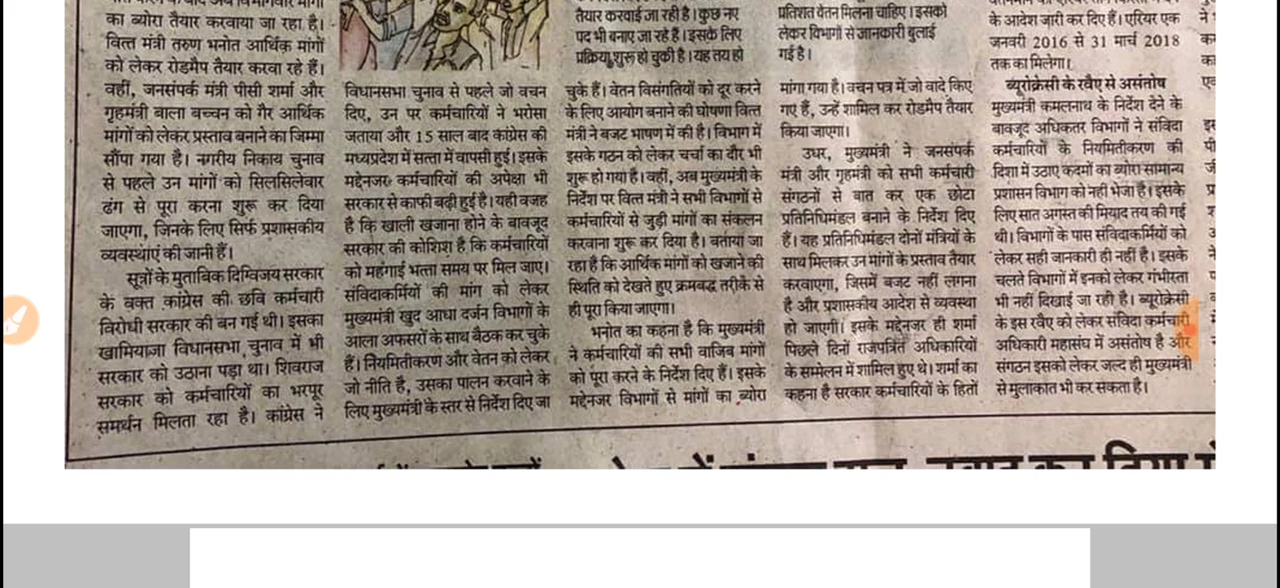 का ब्योरा तैयार करवाया जा रहा है।
वित्त मंत्री तरुण भनोत आर्थिक मांगों
को लेकर रोडमैप तैयार करवा रहे हैं।
वहीं, जनसंपर्क मंत्री पीसी शर्मा और
गृहमंत्री बाला बच्चन को गैर आर्थिक
मांगों को लेकर प्रस्ताव बनाने का जिम्मा
सौंपा गया है। नगरीय निकाय चुनाव
से पहले उन मांगों को सिलसिलेवार
ढंग से पूरा करना शुरू कर दिया
जाएगा, जिनके लिए सिर्फ प्रशासकीय
व्यवस्थाएं की जानी हैं।
सूत्रों के मुताबिक दिग्विजय सरकार
के वक्त कांग्रेस की छवि कर्मचारी
विरोधी सरकार की बन गई थी। इसका
खामियाजा विधानसभा चुनाव में भी
सरकार को उठाना पड़ा था। शिवराज
सरकार को कर्मचारियों का भरपूर
समर्थन मिलता रहा है। कांग्रेस ने
विधानसभा चुनाव से पहले जो वचन
दिए, उन पर कर्मचारियों ने भरोसा
जताया और 15 साल बाद कांग्रेस की
मध्यप्रदेश में सत्ता में वापसी हुई। इसके
मद्देनजर कर्मचारियों की अपेक्षा भी
सरकार से काफी बढ़ी हुई है। यही वजह
है कि खाली खजाना होने के बावजूद
सरकार की कोशिश है कि कर्मचारियों
को महंगाई भत्ता समय पर मिल जाए।
संविदाकर्मियों की मांग को लेकर
मुख्यमंत्री खुद आधा दर्जन विभागों के
आला अफसरों के साथ बैठक कर चुके
हैं। नियमितीकरण और वेतन को लेकर
जो नीति है, उसका पालन करवाने के
लिए मुख्यमंत्री के स्तर से निर्देश दिए जा
तैयार करवाई जा रही है। कुछ नए
पद भी बनाए जा रहे हैं। इसके लिए
प्रक्रिया शुरू हो चुकी है। यह तय हो
चुके हैं। वेतन विसंगतियों को दूर करने
के लिए आयोग बनाने की घोषणा वित्त
मंत्री ने बजट भाषण में की है। विभाग में
इसके गठन को लेकर चर्चा का दौर भी
शुरू हो गया है। वहीं, अब मुख्यमंत्री के
निर्देश पर वित्त मंत्री ने सभी विभागों से
कर्मचारियों से जुड़ी मांगों का संकलन
करवाना शुरू कर दिया है। बताया जा
रहा है कि आर्थिक मांगों को खजाने की
स्थिति को देखते हुए क्रमबद्ध तरीके से
ही पूरा किया जाएगा।
भनोत का कहना है कि मुख्यमंत्री
ने कर्मचारियों की सभी वाजिब मांगों
को पूरा करने के निर्देश दिए हैं। इसके
मद्देनजर विभागों से मांगों का ब्योरा
प्रतिशत वेतन मिलना चाहिए। इसको
लेकर विभागों से जानकारी बुलाई
गई है।
मांगा गया है। वचन पत्र में जो वादे किए
गए हैं, उन्हें शामिल कर रोडमैप तैयार
किया जाएगा।
उधर, मुख्यमंत्री ने जनसंपर्क
मंत्री और गृहमंत्री को सभी कर्मचारी
संगठनों से बात कर एक छोटा
प्रतिनिधिमंडल बनाने के निर्देश दिए
हैं। यह प्रतिनिधिमंडल दोनों मंत्रियों के
साथ मिलकर उन मांगों के प्रस्ताव तैयार
करवाएगा, जिसमें बजट नहीं लगना
है और प्रशासकीय आदेश से व्यवस्था
हो जाएगी। इसके मद्देनजर ही शर्मा
पिछले दिनों राजपत्रित अधिकारियों
के सम्मेलन में शामिल हुए थे। शर्मा का
कहना है सरकार कर्मचारियों के हितों
के आदेश जारी कर दिए हैं। एरियर एक
जनवरी 2016 से 31 मार्च 2018
तक का मिलेगा।
ब्यूरोक्रेसी के रवैए से असंतोष
मुख्यमंत्री कमलनाथ के निर्देश देने के
बावजूद अधिकतर विभागों ने संविदा
कर्मचारियों के नियमितीकरण की
दिशा में उठाए कदमों का ब्योरा सामान्य
प्रशासन विभाग को नहीं भेजा है। इसके
लिए सात अगस्त की मियाद तय की गई
थी। विभागों के पास संविदाकर्मियों को
लेकर सही जानकारी ही नहीं है। इसके
चलते विभागों में इनको लेकर गंभीरता
भी नहीं दिखाई जा रही है। ब्यूरोक्रेसी
के इस रवैए को लेकर संविदा कर्मचारी
अधिकारी महासंघ में असंतोष है और
संगठन इसको लेकर जल्द ही मुख्यमंत्री
से मुलाकात भी कर सकता है।